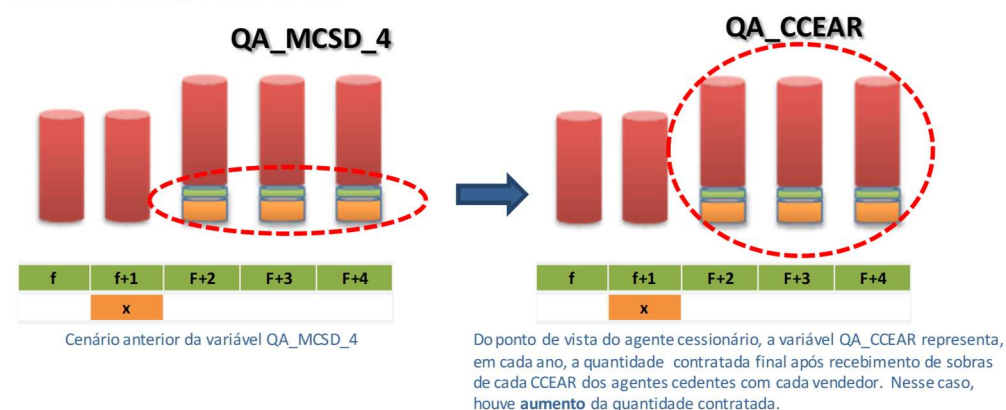 QA_MCSD_4
f f+1 F+2 F+3 F+4
x
Cenário anterior da variável QA_MCSD_4
QA_CCEAR
f f+1 F+2 F+3 F+4
x
Do ponto de vista do agente cessionário, a variável QA_CCEAR representa,
em cada ano, a quantidade contratada final após recebimento de sobras
de cada CCEAR dos agentes cedentes com cada vendedor. Nesse caso,
houve aumento da quantidade contratada.